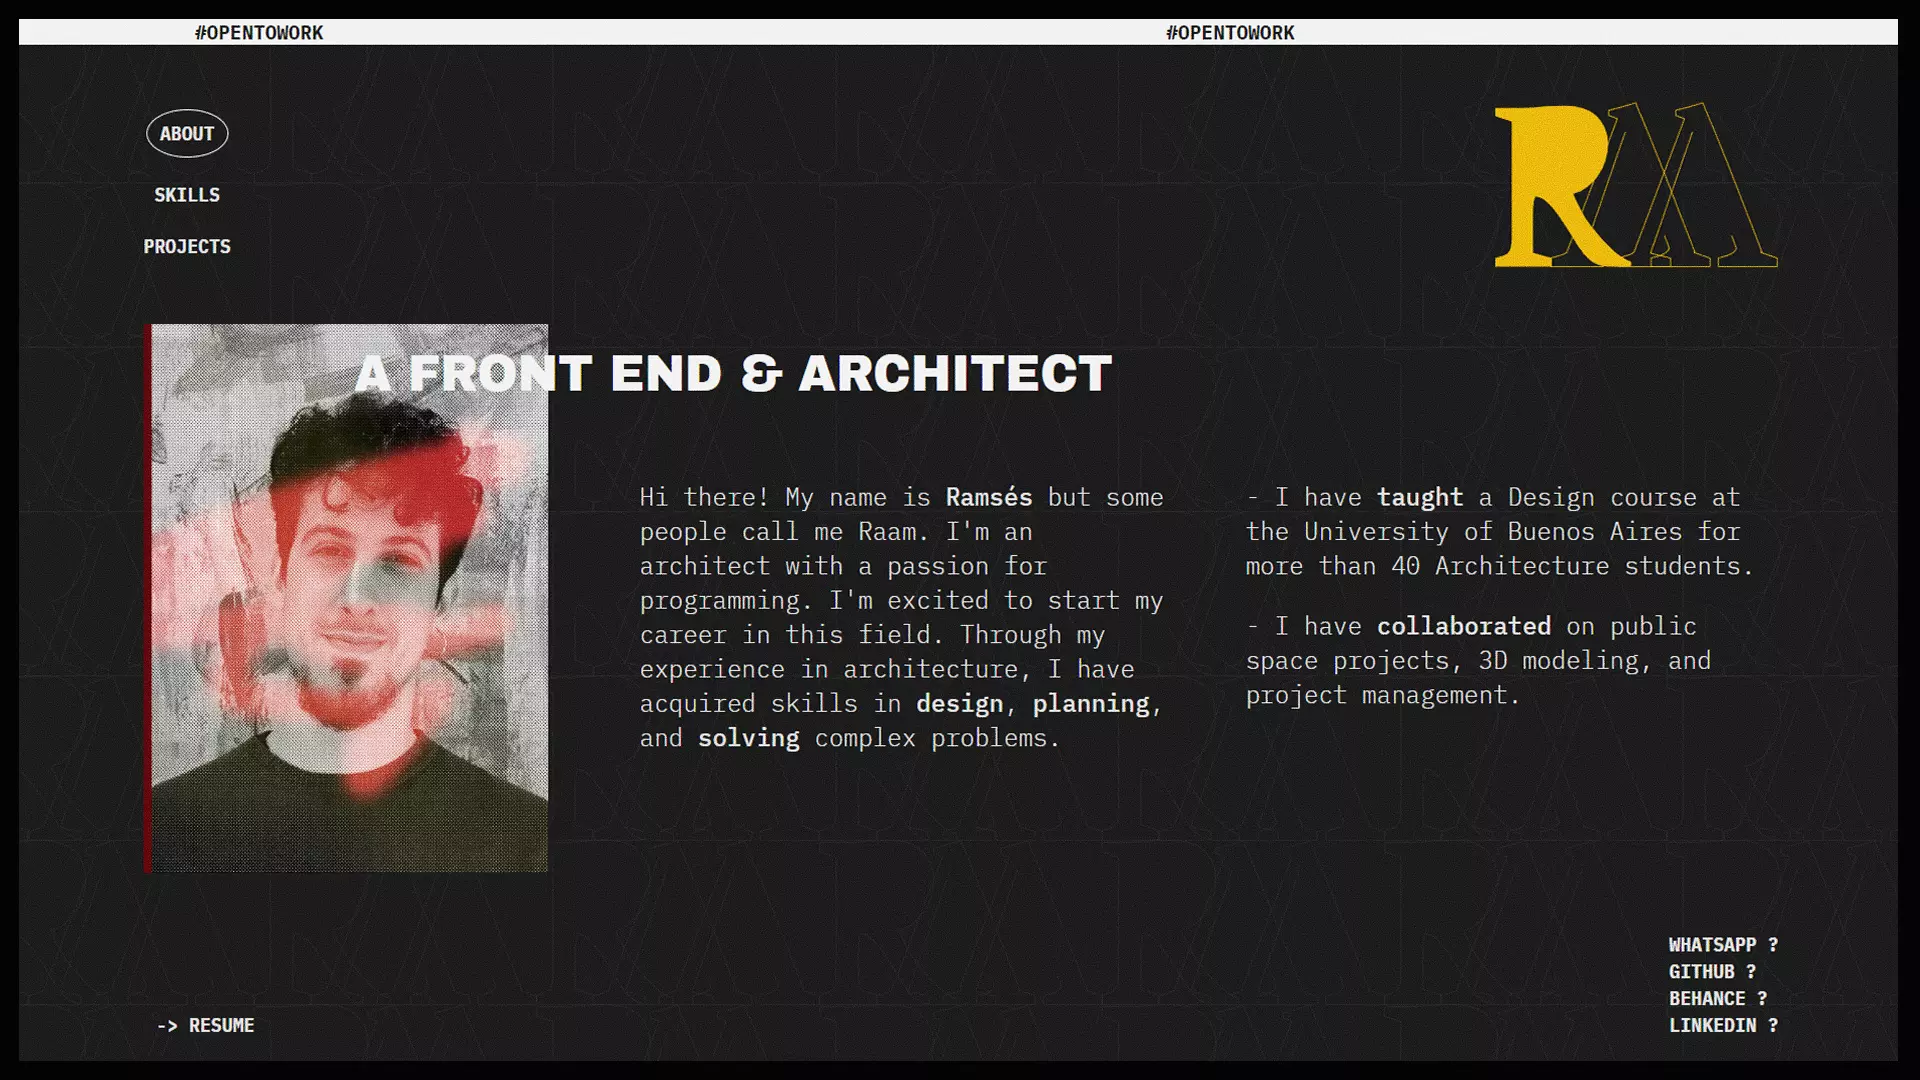 #OPENTOWORK #OPENTOWORK
ABOUT
SKILLS
PROJECTS
RAA
A FRONT END & ARCHITECT
Hi there! My name is Ramsés but some
people call me Raam. I'm an
architect with a passion for
programming. I'm excited to start my
career in this field. Through my
experience in architecture, I have
acquired skills in design, planning,
and solving complex problems.
- I have taught a Design course at
the University of Buenos Aires for
more than 40 Architecture students.
- I have collaborated on public
space projects, 3D modeling, and
project management.
-> RESUME
WHATSAPP ?
GITHUB ?
BEHANCE ?
LINKEDIN ?